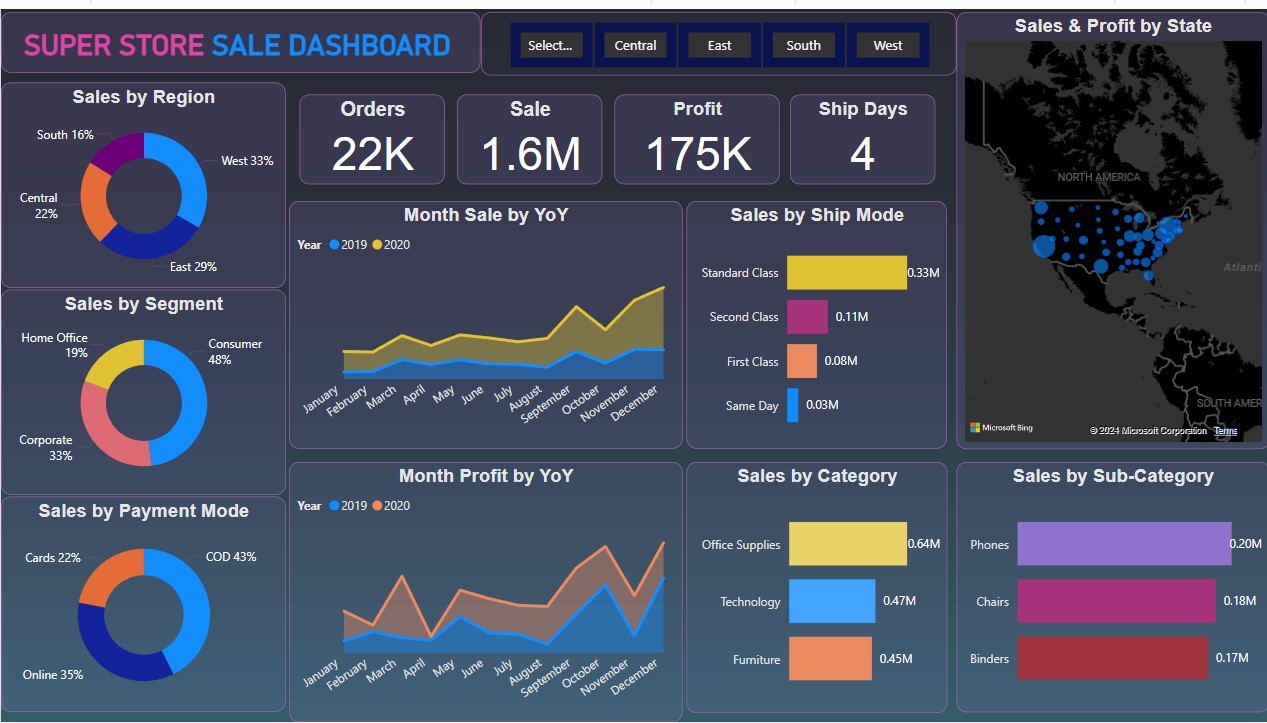 SUPER STORE SALE DASHBOARD
Select...
Central
East
South
West
Sales & Profit by State
Sales by Region
South 16%
West 33%
Central
22%
East 29%
Orders
22K
Sale
1.6M
Profit
175K
Ship Days
4
NORTH AMERICA
Atlanti
SOUTH AMER
Microsoft Bing
© 2024 Microsoft Corporation Terms
Month Sale by YoY
Year 2019 2020
January
February
March
April
May
June
July
August
September
October
November
December
Sales by Ship Mode
Standard Class 0.33M
Second Class 0.11M
First Class 0.08M
Same Day 0.03M
Sales by Segment
Home Office
19%
Consumer
48%
Corporate
33%
Sales by Payment Mode
Cards 22%
COD 43%
Online 35%
Month Profit by YoY
Year 2019 2020
January
February
March
April
May
June
July
August
September
October
November
December
Sales by Category
Office Supplies 0.64M
Technology 0.47M
Furniture 0.45M
Sales by Sub-Category
Phones 0.20M
Chairs 0.18M
Binders 0.17M